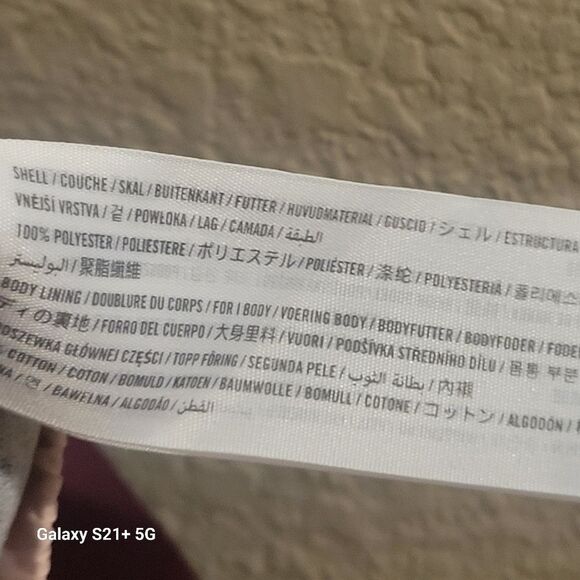 SHELL / COUCHE / SKAL / BUITENKANT / FUTTER / HUVUDMATERIAL / GUSCIO / シェル / ESTRUCTURA
VNĚJŠÍ VRSTVA / 겉 / POWŁOKA / LAG / CAMADA / الطبقة /
100% POLYESTER / POLIESTERE / ポリエステル / POLIÉSTER / 涤纶 / POLYESTERIA / 폴리에스
البوليستر / 聚脂纖維
BODY LINING / DOUBLURE DU CORPS / FOR I BODY / VOERING BODY / BODYFUTTER / BODYFODER / FODE
ディの裏地 / FORRO DEL CUERPO / 大身里料 / VUORI / PODŠÍVKA STŘEDNÍHO DÍLU / 몸통 부분
PODSZEWKA GŁÓWNEJ CZĘŚCI / TOPP FÔRING / SEGUNDA PELE / بطانة الثوب / 內襯
COTTON / COTON / BOMULD / KATOEN / BAUMWOLLE / BOMULL / COTONE / コットン / ALGODÓN /
/ 면 / BAWEŁNA / ALGODÃO / القطن /
Galaxy S21+ 5G